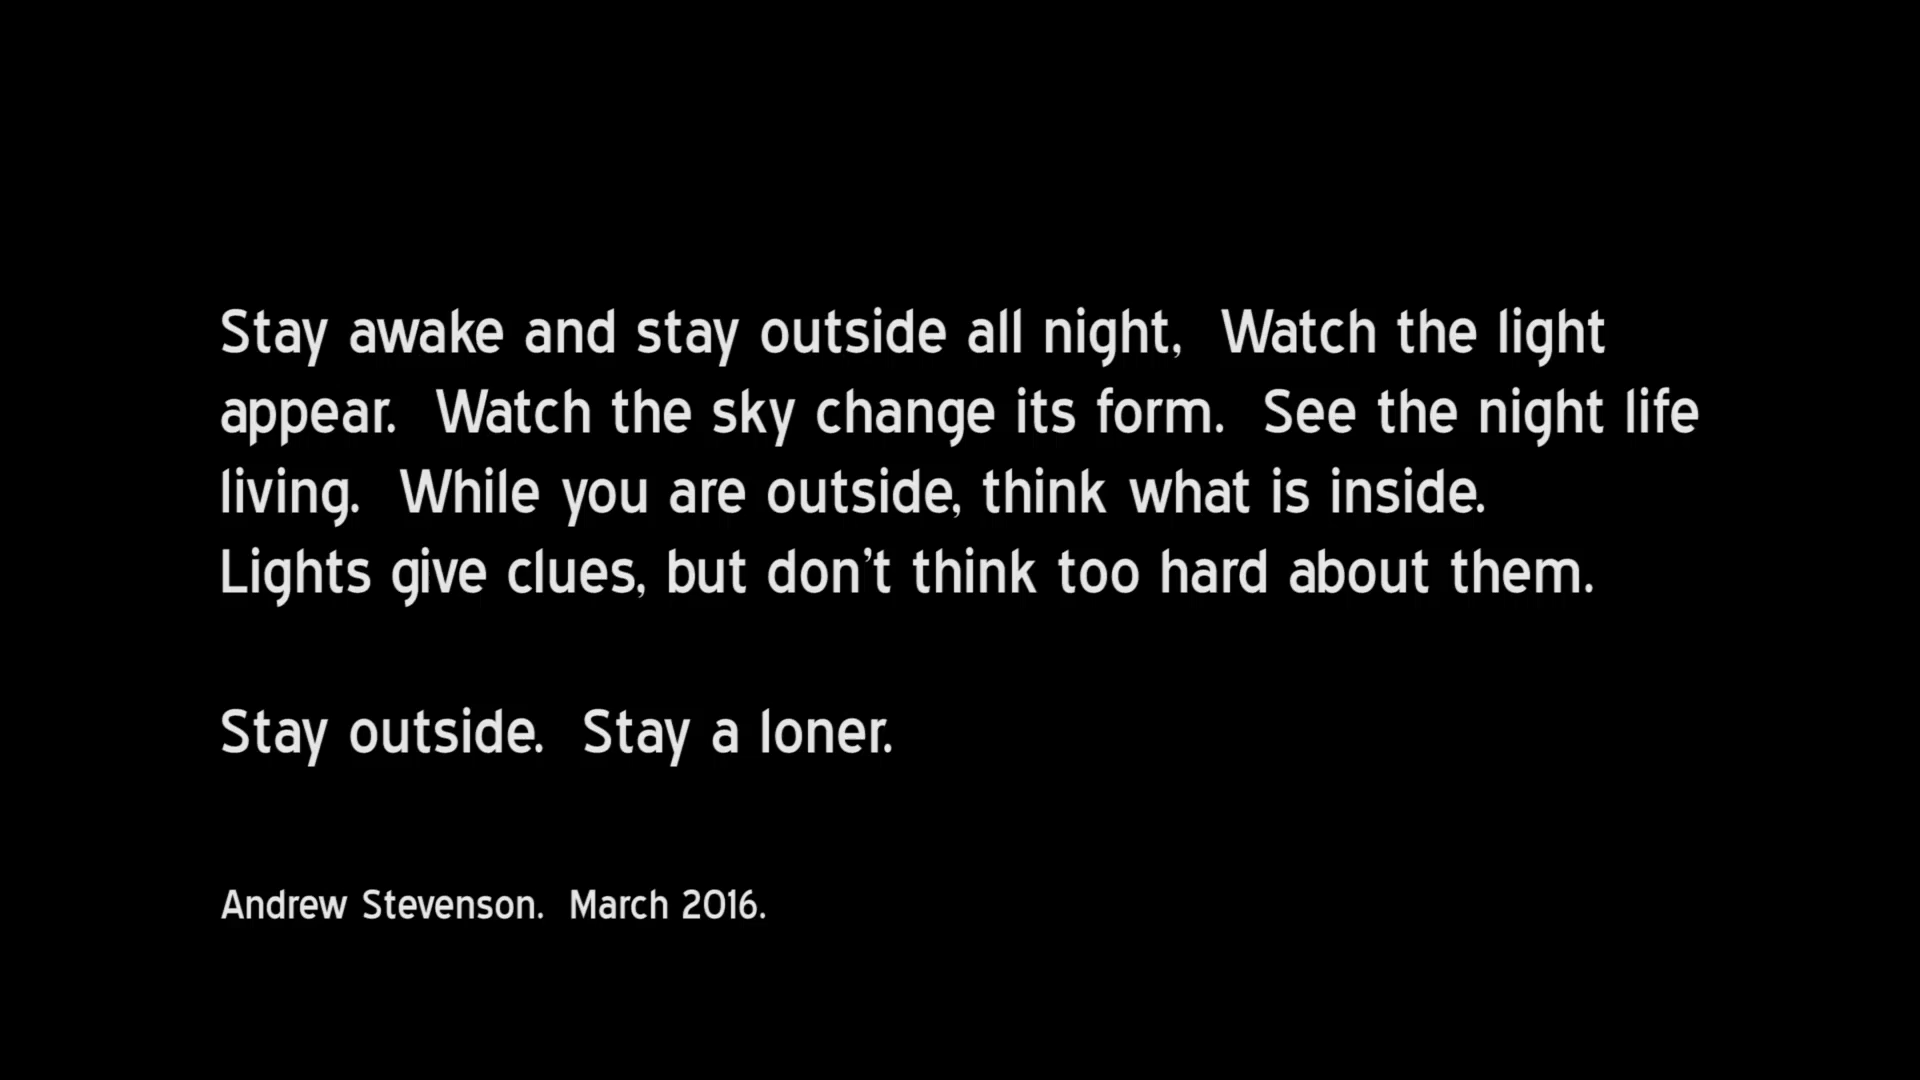 Stay awake and stay outside all night,  Watch the light
appear.  Watch the sky change its form.  See the night life
living.  While you are outside, think what is inside.
Lights give clues, but don’t think too hard about them.
Stay outside.  Stay a loner.
Andrew Stevenson.  March 2016.